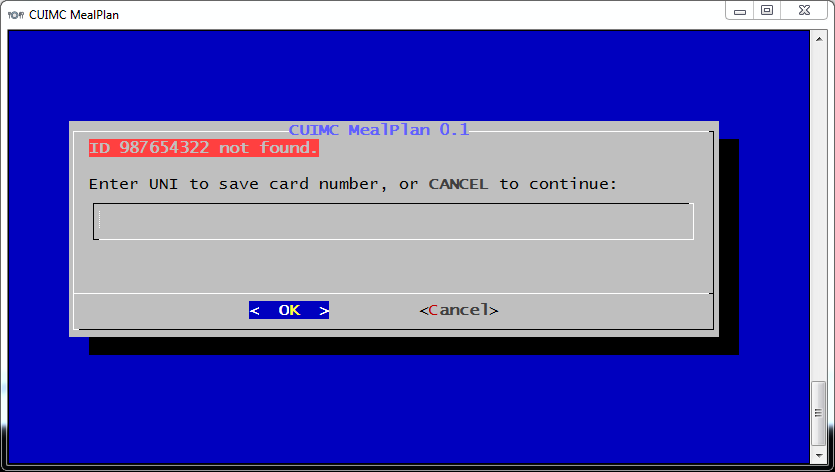 CUIMC MealPlan
CUIMC MealPlan 0.1
ID 987654322 not found.
Enter UNI to save card number, or CANCEL to continue:
< OK > <Cancel>